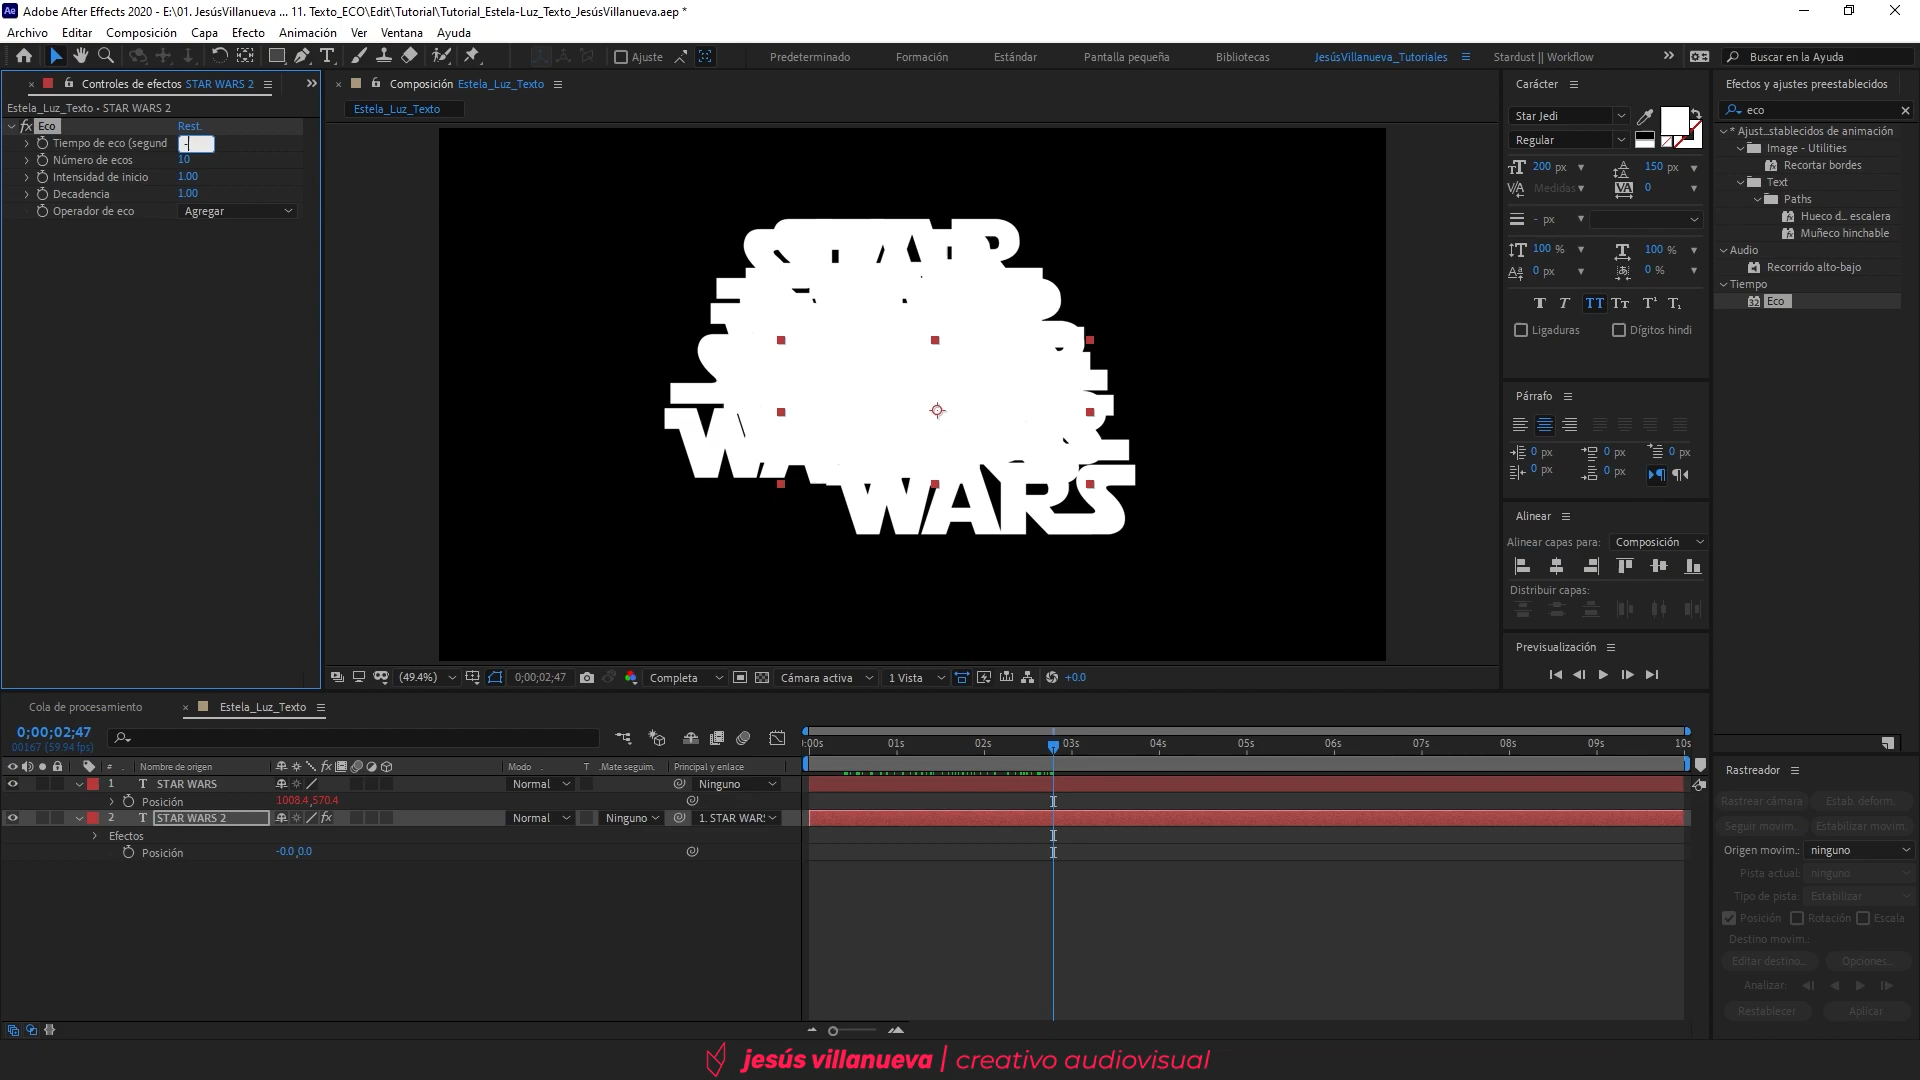 Adobe After Effects 2020 - E:\01. JesúsVillanueva ... 11. Texto_ECO\Edit\Tutorial\Tutorial_Estela-Luz_Texto_JesúsVillanueva.aep *
Archivo Editar Composición Capa Efecto Animación Ver Ventana Ayuda
Ajuste Predeterminado Formación Estándar Pantalla pequeña Bibliotecas JesúsVillanueva_Tutoriales Stardust || Workflow Buscar en la Ayuda
Controles de efectos STAR WARS 2
Estela_Luz_Texto • STAR WARS 2
fx Eco Rest.
Tiempo de eco (segund -
Número de ecos 10
Intensidad de inicio 1.00
Decadencia 1.00
Operador de eco Agregar
Composición Estela_Luz_Texto
Estela_Luz_Texto
STAR
WARS
(49.4%) 0;00;02;47 Completa Cámara activa 1 Vista +0.0
Carácter
Star Jedi
Regular
200 px 150 px
Medidas 0
- px
100 % 100 %
0 px 0 %
Ligaduras Dígitos hindi
Párrafo
0 px 0 px 0 px
0 px 0 px
Alinear
Alinear capas para: Composición
Distribuir capas:
Previsualización
Efectos y ajustes preestablecidos
eco
* Ajust...stablecidos de animación
Image - Utilities
Recortar bordes
Text
Paths
Hueco d... escalera
Muñeco hinchable
Audio
Recorrido alto-bajo
Tiempo
Eco
Rastreador
Rastrear cámara Estab. deform.
Seguir movim. Estabilizar movim.
Origen movim.: ninguno
Pista actual: ninguno
Tipo de pista: Estabilizar
Posición Rotación Escala
Destino movim.:
Editar destino... Opciones...
Analizar:
Restablecer Aplicar
Cola de procesamiento Estela_Luz_Texto
0;00;02;47
00167 (59.94 fps)
# Nombre de origen Modo T .Mate seguim. Principal y enlace
1 T STAR WARS Normal Ninguno
Posición 1008.4,570.4
2 T STAR WARS 2 Normal Ninguno 1. STAR WAR
Efectos
Posición -0.0,0.0
:00s 01s 02s 03s 04s 05s 06s 07s 08s 09s 10s
jesús villanueva | creativo audiovisual